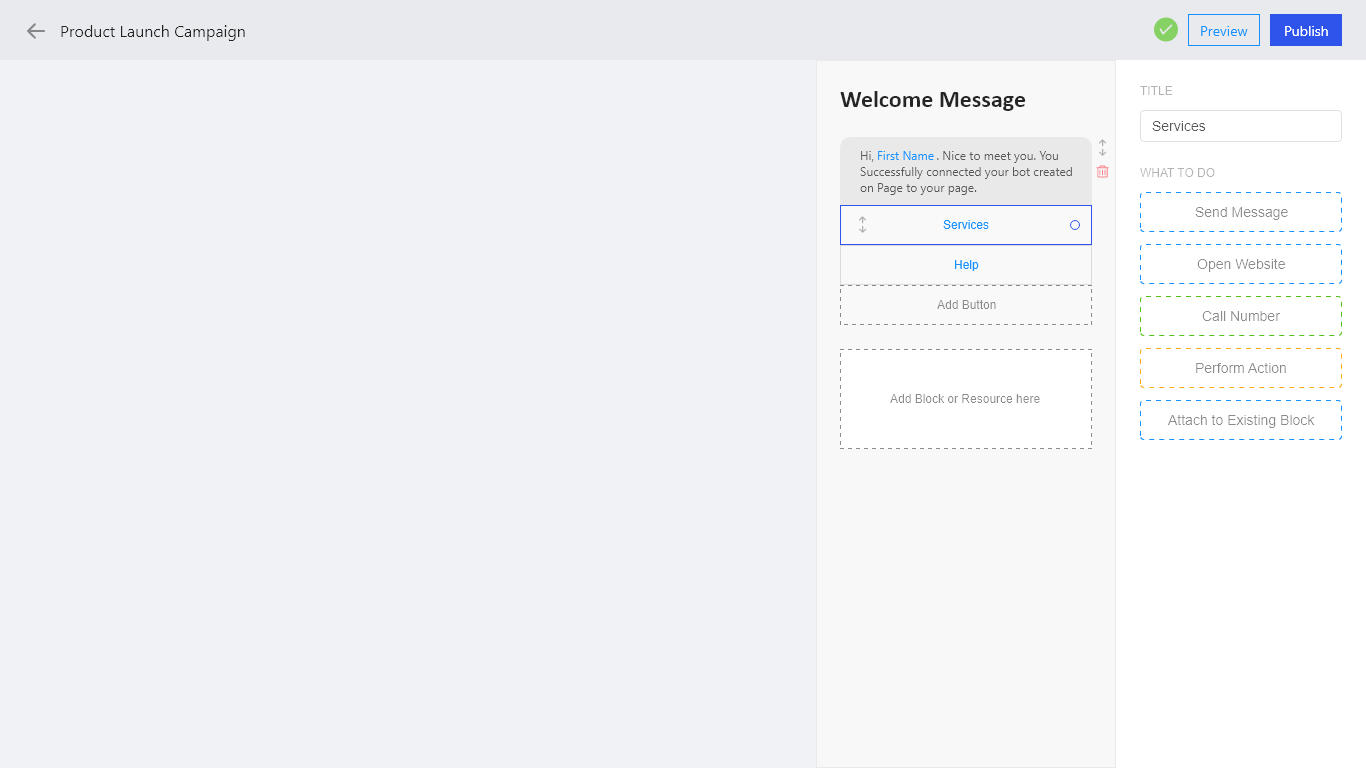 Product Launch Campaign
Preview
Publish
Welcome Message
Hi, First Name . Nice to meet you. You
Successfully connected your bot created
on Page to your page.
Services
Help
Add Button
Add Block or Resource here
TITLE
Services
WHAT TO DO
Send Message
Open Website
Call Number
Perform Action
Attach to Existing Block